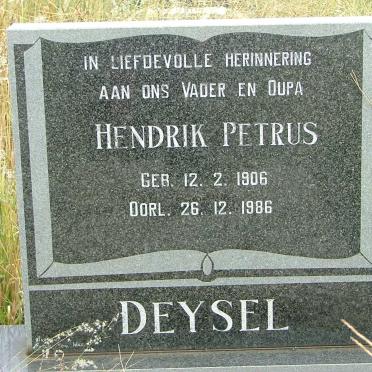 IN LIEFDEVOLLE HERINNERING
AAN ONS VADER EN OUPA
HENDRIK PETRUS
GEB. 12. 2. 1906
OORL. 26. 12. 1986
DEYSEL